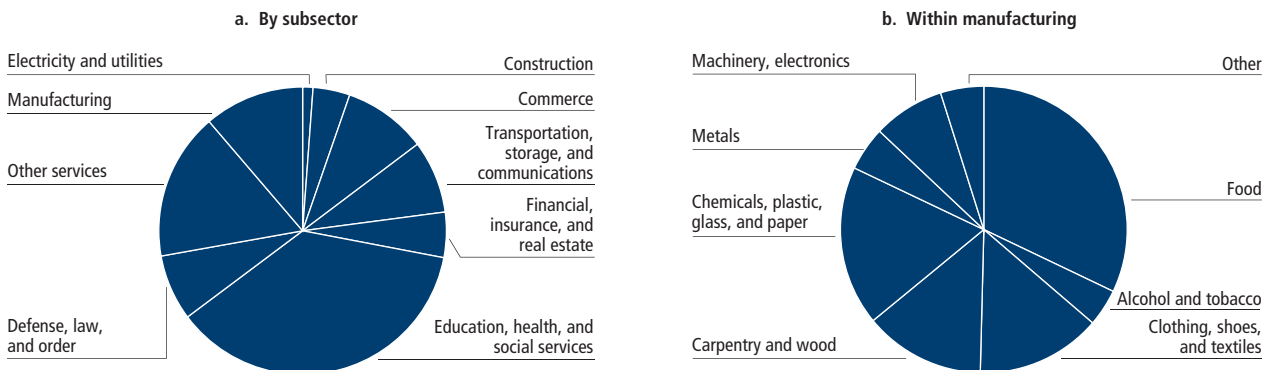 a. By subsector
Electricity and utilities
Manufacturing
Other services
Defense, law,
and order
Construction
Commerce
Transportation,
storage, and
communications
Financial,
insurance, and
real estate
Education, health, and
social services
b. Within manufacturing
Machinery, electronics
Metals
Chemicals, plastic,
glass, and paper
Carpentry and wood
Other
Food
Alcohol and tobacco
Clothing, shoes,
and textiles